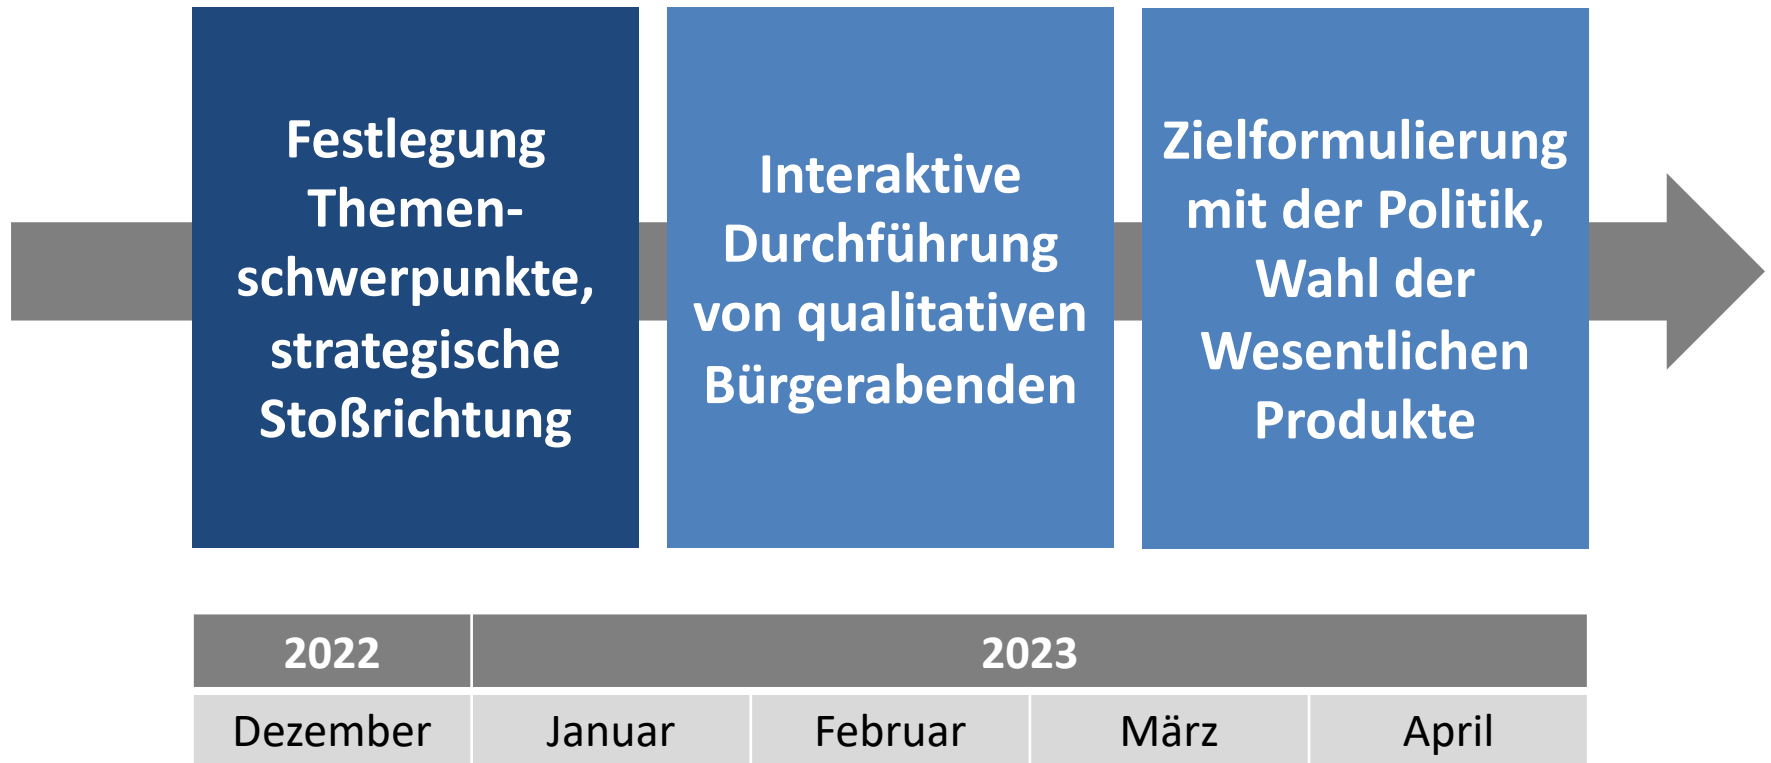 Festlegung
Themen-
schwerpunkte,
strategische
Stoßrichtung
Interaktive
Durchführung
von qualitativen
Bürgerabenden
Zielformulierung
mit der Politik,
Wahl der
Wesentlichen
Produkte
2022 2023
Dezember Januar Februar März April